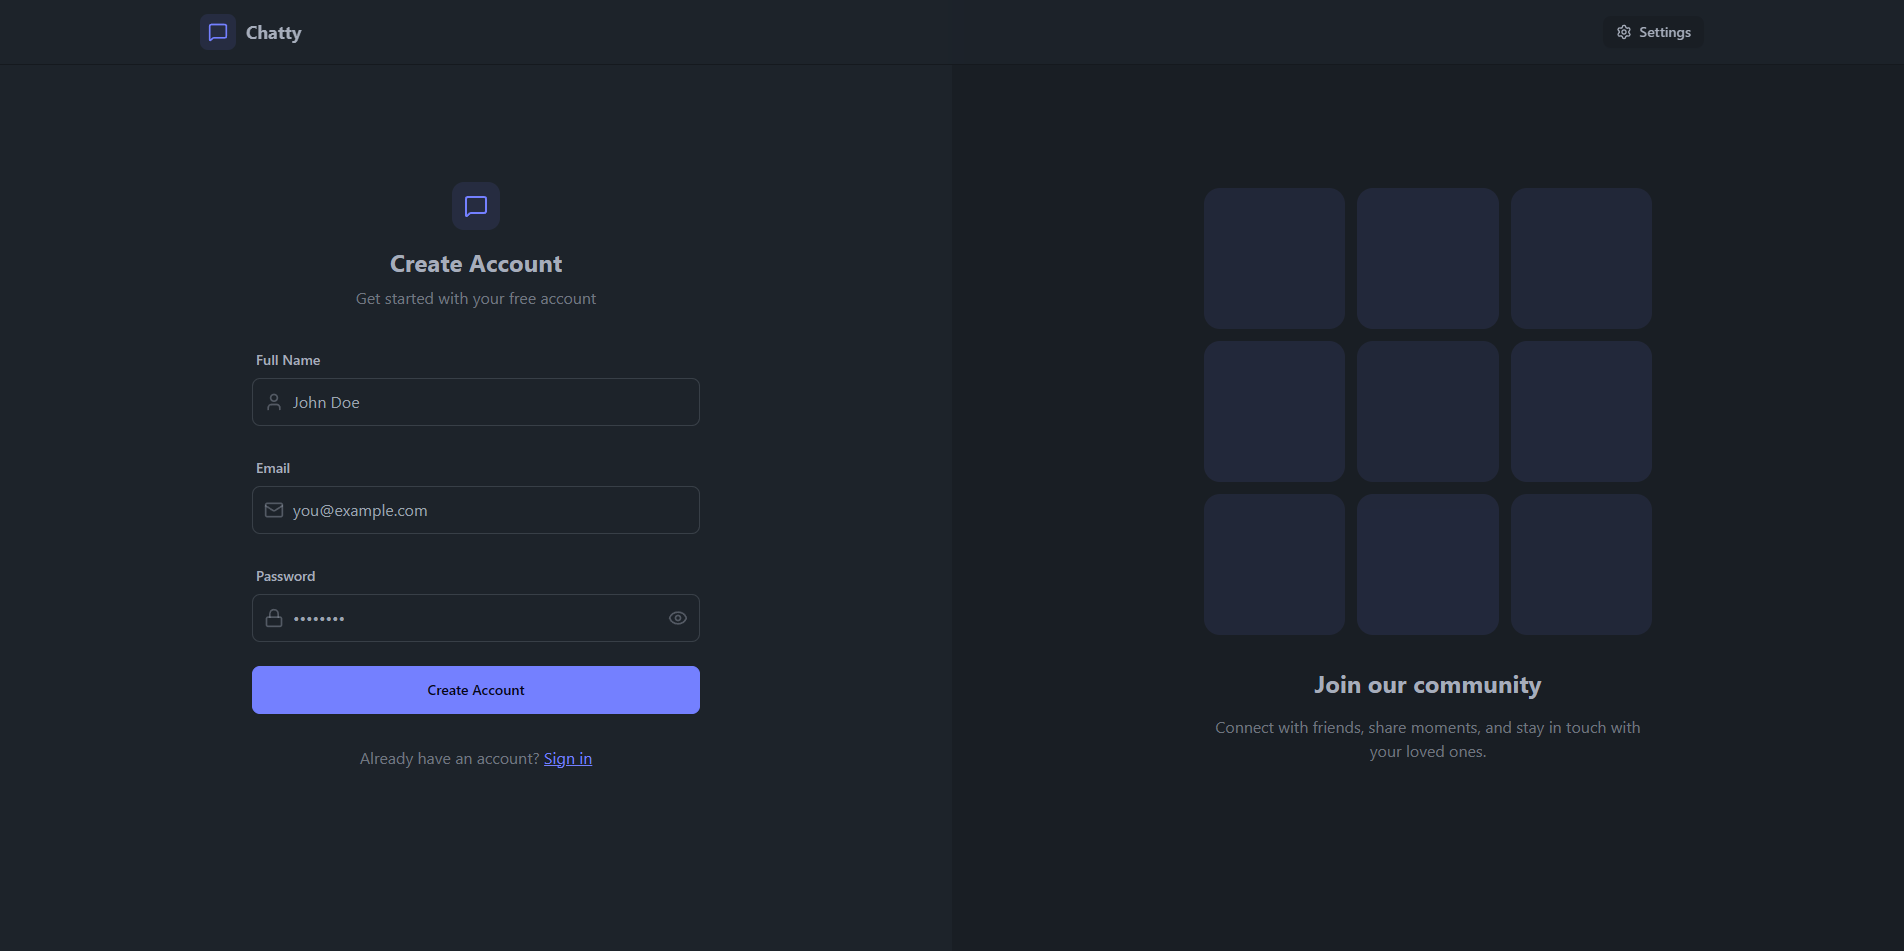 Chatty
Settings
Create Account
Get started with your free account
Full Name
John Doe
Email
you@example.com
Password
••••••••
Create Account
Already have an account? Sign in
Join our community
Connect with friends, share moments, and stay in touch with
your loved ones.